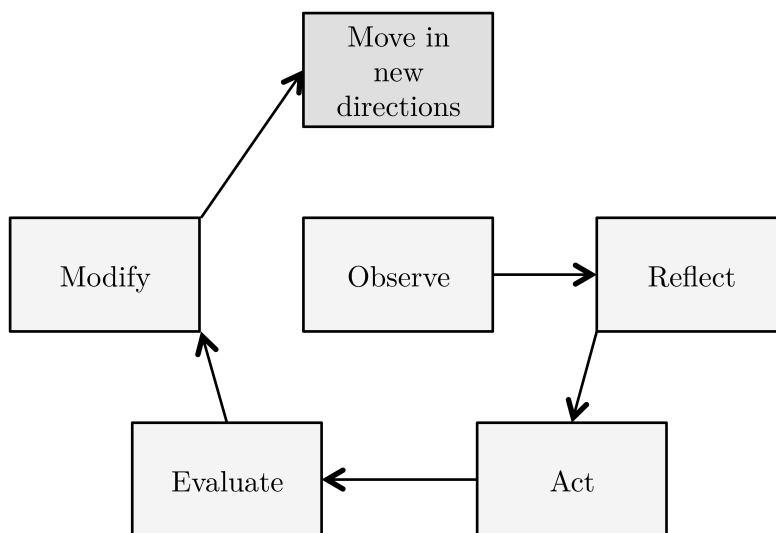 Move in
new
directions
Modify
Observe
Reflect
Evaluate
Act